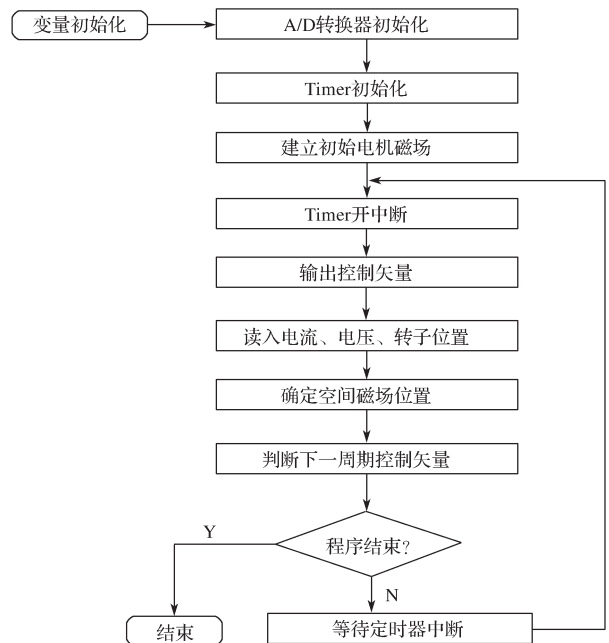 变量初始化
A/D转换器初始化
Timer初始化
建立初始电机磁场
Timer开中断
输出控制矢量
读入电流、电压、转子位置
确定空间磁场位置
判断下一周期控制矢量
程序结束?
Y
N
结束
等待定时器中断